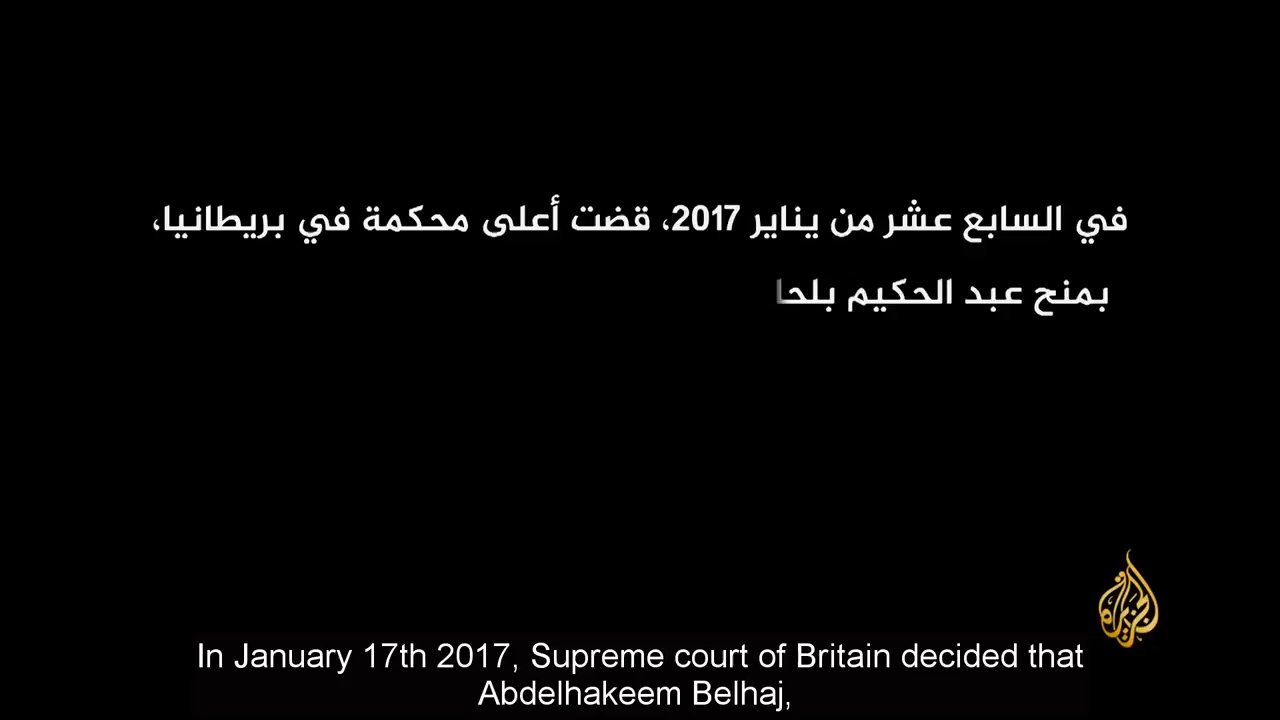 في السابع عشر من يناير 2017، قضت أعلى محكمة في بريطانيا،
بمنح عبد الحكيم بلحا
الجزيرة
In January 17th 2017, Supreme court of Britain decided that
Abdelhakeem Belhaj,